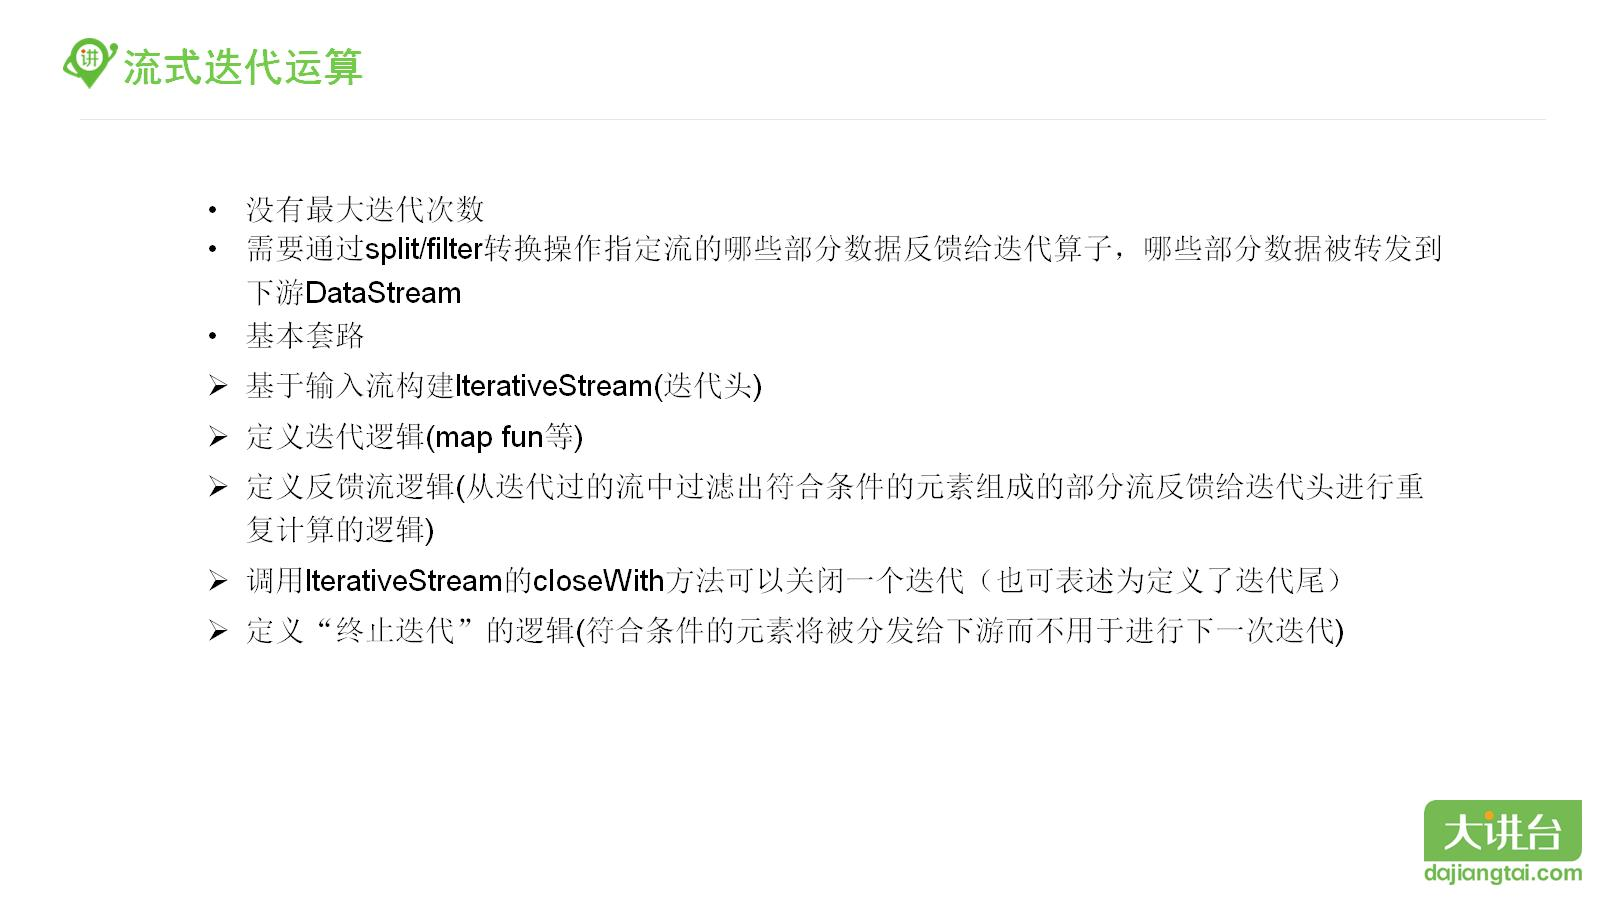 讲
流式迭代运算
• 没有最大迭代次数
• 需要通过split/filter转换操作指定流的哪些部分数据反馈给迭代算子，哪些部分数据被转发到
下游DataStream
• 基本套路
➢ 基于输入流构建IterativeStream(迭代头)
➢ 定义迭代逻辑(map fun等)
➢ 定义反馈流逻辑(从迭代过的流中过滤出符合条件的元素组成的部分流反馈给迭代头进行重
复计算的逻辑)
➢ 调用IterativeStream的closeWith方法可以关闭一个迭代（也可表述为定义了迭代尾）
➢ 定义“终止迭代”的逻辑(符合条件的元素将被分发给下游而不用于进行下一次迭代)
大讲台
dajiangtai.com